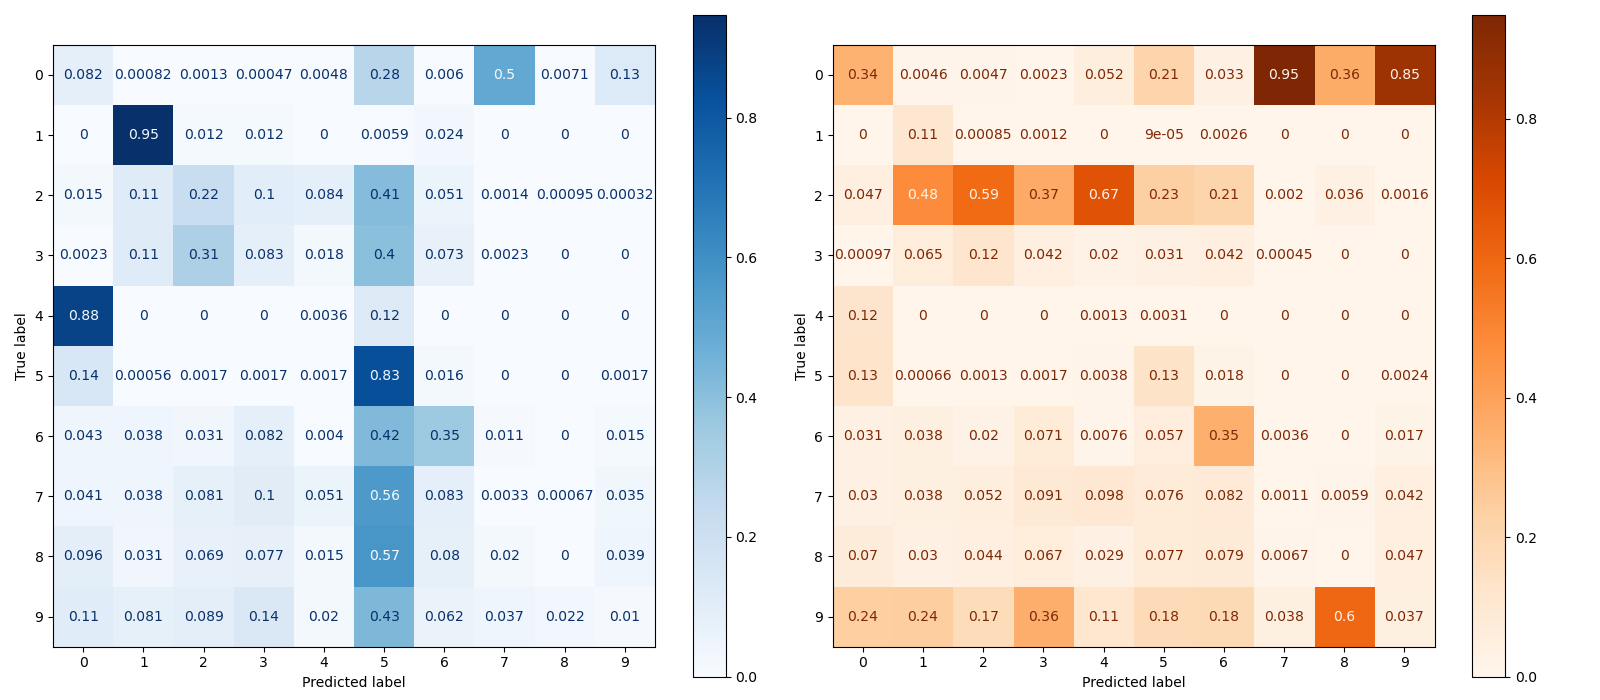 0 0.082 0.00082 0.0013 0.00047 0.0048 0.28 0.006 0.5 0.0071 0.13
1 0 0.95 0.012 0.012 0 0.0059 0.024 0 0 0
2 0.015 0.11 0.22 0.1 0.084 0.41 0.051 0.0014 0.00095 0.00032
3 0.0023 0.11 0.31 0.083 0.018 0.4 0.073 0.0023 0 0
4 0.88 0 0 0 0.0036 0.12 0 0 0 0
5 0.14 0.00056 0.0017 0.0017 0.0017 0.83 0.016 0 0 0.0017
6 0.043 0.038 0.031 0.082 0.004 0.42 0.35 0.011 0 0.015
7 0.041 0.038 0.081 0.1 0.051 0.56 0.083 0.0033 0.00067 0.035
8 0.096 0.031 0.069 0.077 0.015 0.57 0.08 0.02 0 0.039
9 0.11 0.081 0.089 0.14 0.02 0.43 0.062 0.037 0.022 0.01
0 1 2 3 4 5 6 7 8 9
Predicted label
True label
0.8
0.6
0.4
0.2
0.0
0 0.34 0.0046 0.0047 0.0023 0.052 0.21 0.033 0.95 0.36 0.85
1 0 0.11 0.00085 0.0012 0 9e-05 0.0026 0 0 0
2 0.047 0.48 0.59 0.37 0.67 0.23 0.21 0.002 0.036 0.0016
3 0.00097 0.065 0.12 0.042 0.02 0.031 0.042 0.00045 0 0
4 0.12 0 0 0 0.0013 0.0031 0 0 0 0
5 0.13 0.00066 0.0013 0.0017 0.0038 0.13 0.018 0 0 0.0024
6 0.031 0.038 0.02 0.071 0.0076 0.057 0.35 0.0036 0 0.017
7 0.03 0.038 0.052 0.091 0.098 0.076 0.082 0.0011 0.0059 0.042
8 0.07 0.03 0.044 0.067 0.029 0.077 0.079 0.0067 0 0.047
9 0.24 0.24 0.17 0.36 0.11 0.18 0.18 0.038 0.6 0.037
0 1 2 3 4 5 6 7 8 9
Predicted label
True label
0.8
0.6
0.4
0.2
0.0